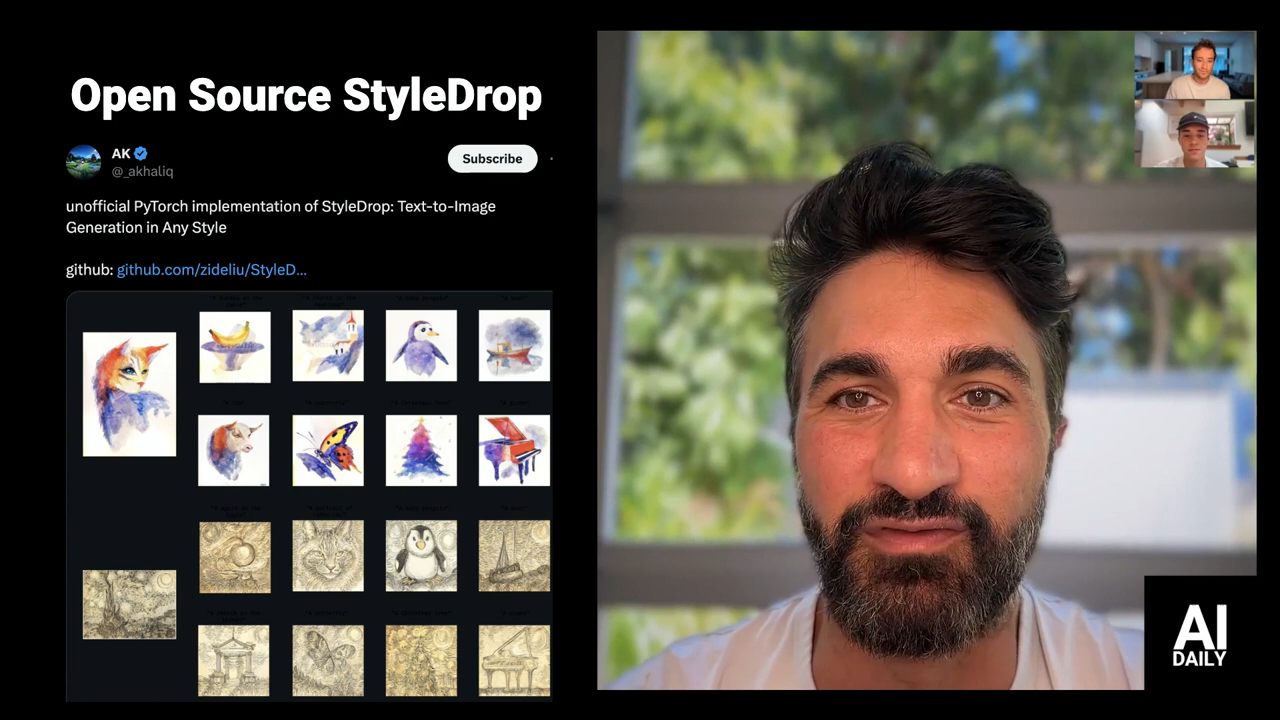 Open Source StyleDrop
AK
@_akhaliq
Subscribe
unofficial PyTorch implementation of StyleDrop: Text-to-Image
Generation in Any Style
github: github.com/zideliu/StyleD...
AI
DAILY